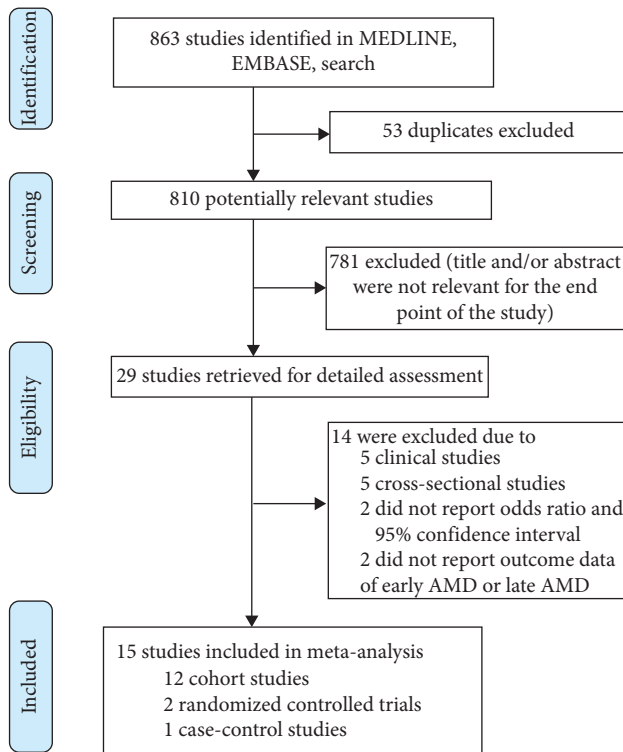 Identification
863 studies identified in MEDLINE,
EMBASE, search
53 duplicates excluded
Screening
810 potentially relevant studies
781 excluded (title and/or abstract
were not relevant for the end
point of the study)
Eligibility
29 studies retrieved for detailed assessment
14 were excluded due to
5 clinical studies
5 cross-sectional studies
2 did not report odds ratio and
95% confidence interval
2 did not report outcome data
of early AMD or late AMD
Included
15 studies included in meta-analysis
12 cohort studies
2 randomized controlled trials
1 case-control studies